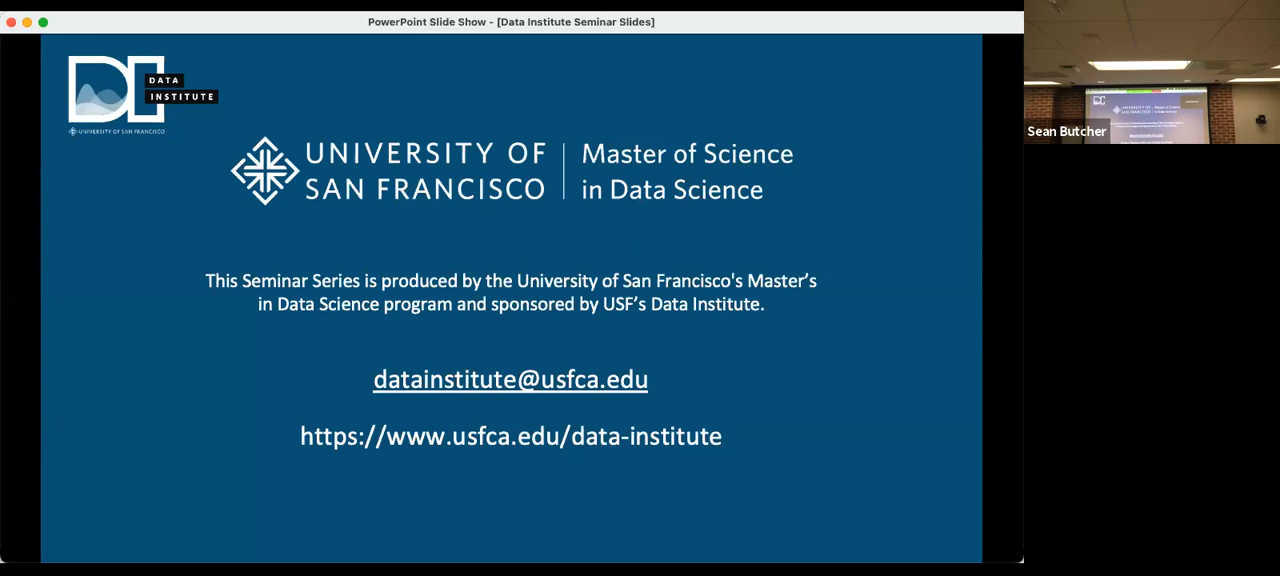 PowerPoint Slide Show - [Data Institute Seminar Slides]
DATA
INSTITUTE
UNIVERSITY OF SAN FRANCISCO
UNIVERSITY OF
SAN FRANCISCO
Master of Science
in Data Science
This Seminar Series is produced by the University of San Francisco's Master’s
in Data Science program and sponsored by USF’s Data Institute.
datainstitute@usfca.edu
https://www.usfca.edu/data-institute
Sean Butcher